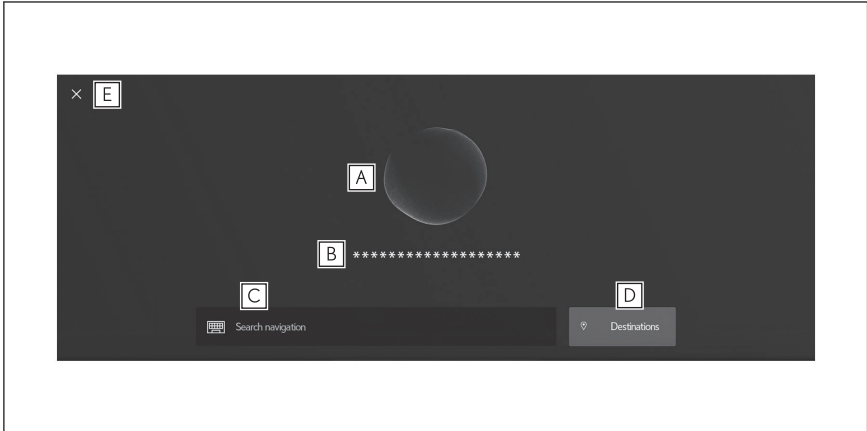 × E
A
B *******************
C
D
Search navigation
Destinations